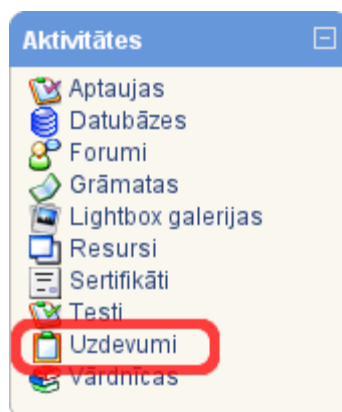 Aktivitātes
Aptaujas
Datubāzes
Forumi
Grāmatas
Lightbox galerijas
Resursi
Sertifikāti
Testi
Uzdevumi
Vārdnīcas